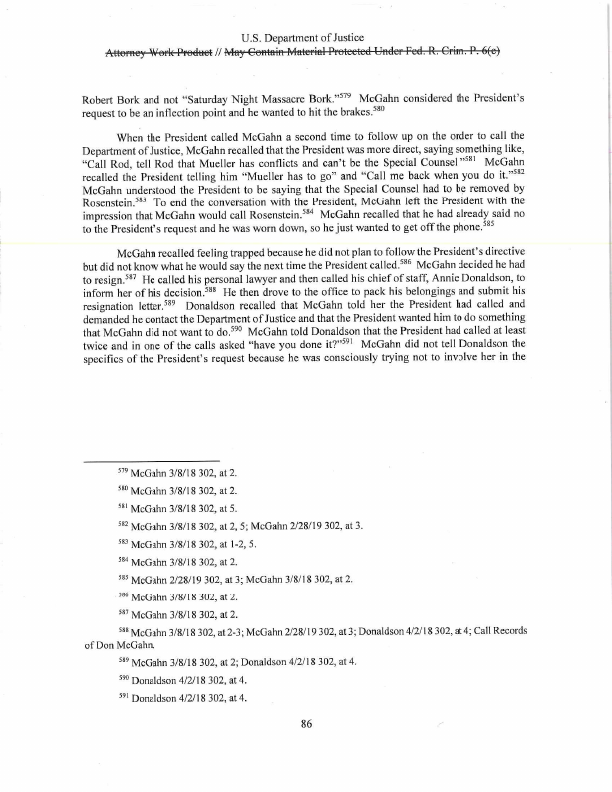 U.S. Department of Justice
Attorney Work Product // May Contain Material Protected Under Fed. R. Crim. P. 6(e)
Robert Bork and not “Saturday Night Massacre Bork.”579 McGahn considered the President’s
request to be an inflection point and he wanted to hit the brakes.580
When the President called McGahn a second time to follow up on the order to call the
Department of Justice, McGahn recalled that the President was more direct, saying something like,
“Call Rod, tell Rod that Mueller has conflicts and can’t be the Special Counsel”581 McGahn
recalled the President telling him “Mueller has to go” and “Call me back when you do it.”582
McGahn understood the President to be saying that the Special Counsel had to be removed by
Rosenstein.583 To end the conversation with the President, McGahn left the President with the
impression that McGahn would call Rosenstein.584 McGahn recalled that he had already said no
to the President’s request and he was worn down, so he just wanted to get off the phone.585
McGahn recalled feeling trapped because he did not plan to follow the President’s directive
but did not know what he would say the next time the President called.586 McGahn decided he had
to resign.587 He called his personal lawyer and then called his chief of staff, Annie Donaldson, to
inform her of his decision.588 He then drove to the office to pack his belongings and submit his
resignation letter.589 Donaldson recalled that McGahn told her the President had called and
demanded he contact the Department of Justice and that the President wanted him to do something
that McGahn did not want to do.590 McGahn told Donaldson that the President had called at least
twice and in one of the calls asked “have you done it?”591 McGahn did not tell Donaldson the
specifics of the President’s request because he was consciously trying not to involve her in the
579 McGahn 3/8/18 302, at 2.
580 McGahn 3/8/18 302, at 2.
581 McGahn 3/8/18 302, at 5.
582 McGahn 3/8/18 302, at 2, 5; McGahn 2/28/19 302, at 3.
583 McGahn 3/8/18 302, at 1-2, 5.
584 McGahn 3/8/18 302, at 2.
585 McGahn 2/28/19 302, at 3; McGahn 3/8/18 302, at 2.
586 McGahn 3/8/18 302, at 2.
587 McGahn 3/8/18 302, at 2.
588 McGahn 3/8/18 302, at 2-3; McGahn 2/28/19 302, at 3; Donaldson 4/2/18 302, at 4; Call Records
of Don McGahn.
589 McGahn 3/8/18 302, at 2; Donaldson 4/2/18 302, at 4.
590 Donaldson 4/2/18 302, at 4.
591 Donaldson 4/2/18 302, at 4.
86